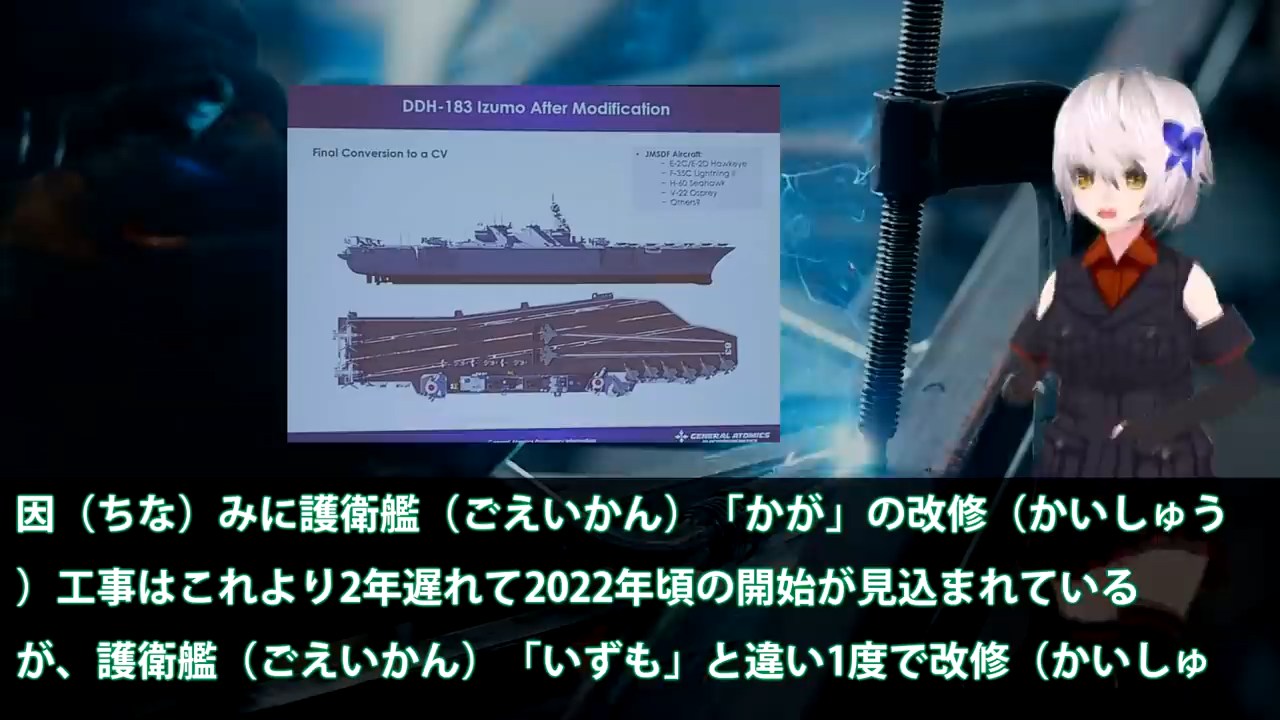 DDH-183 Izumo After Modification
Final Conversion to a CV
• JMSDF Aircraft:
– E-2C/E-2D Hawkeye
– F-35C Lightning II
– H-60 Seahawk
– V-22 Osprey
– Others?
83
GENERAL ATOMICS
因（ちな）みに護衛艦（ごえいかん）「かが」の改修（かいしゅう
）工事はこれより2年遅れて2022年頃の開始が見込まれている
が、護衛艦（ごえいかん）「いずも」と違い1度で改修（かいしゅ